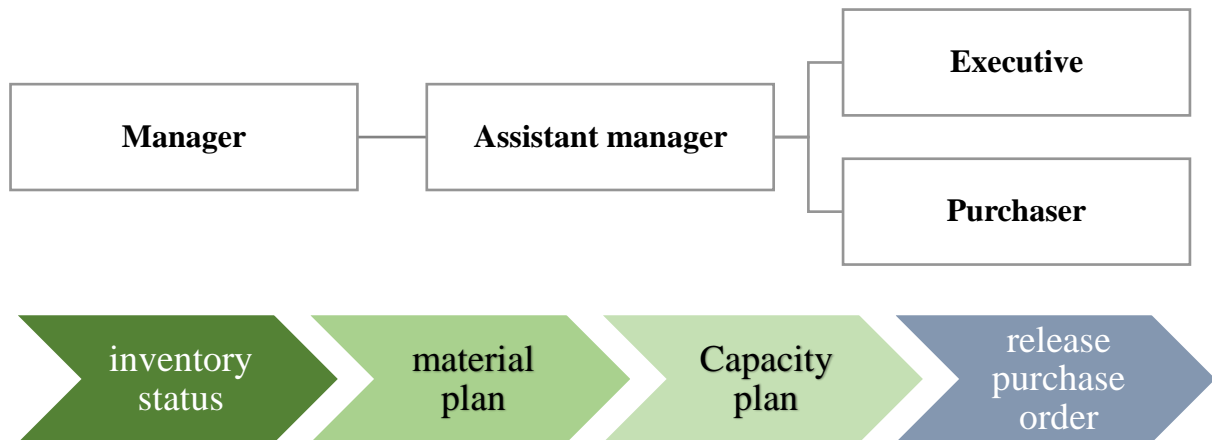 Executive
Manager
Assistant manager
Purchaser
inventory
status
material
plan
Capacity
plan
release
purchase
order